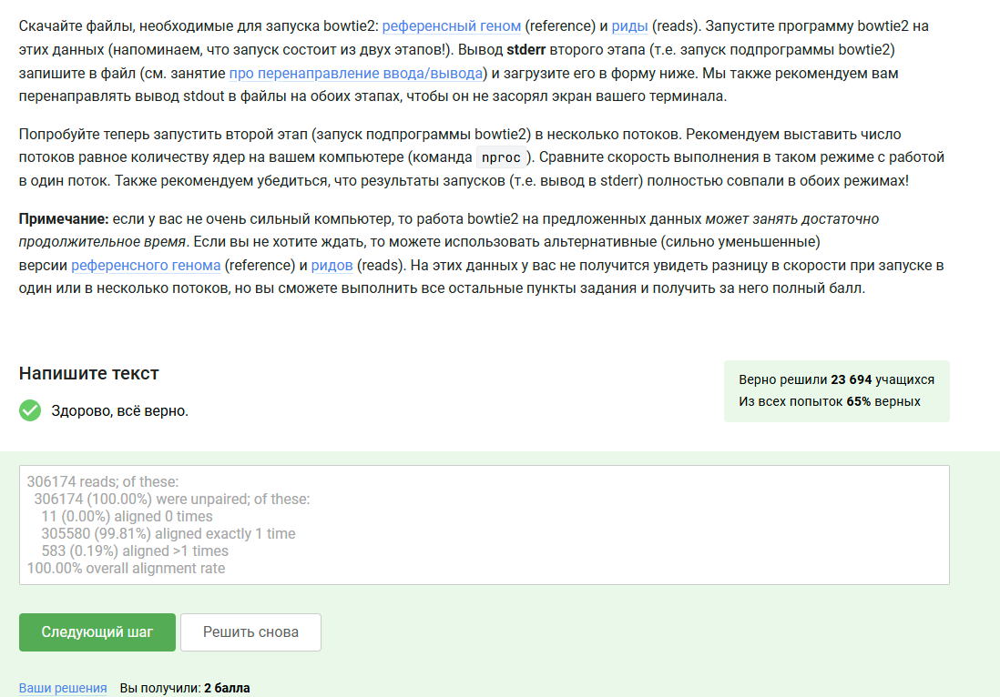 Скачайте файлы, необходимые для запуска bowtie2: референсный геном (reference) и риды (reads). Запустите программу bowtie2 на
этих данных (напоминаем, что запуск состоит из двух этапов!). Вывод stderr второго этапа (т.е. запуск подпрограммы bowtie2)
запишите в файл (см. занятие про перенаправление ввода/вывода) и загрузите его в форму ниже. Мы также рекомендуем вам
перенаправлять вывод stdout в файлы на обоих этапах, чтобы он не засорял экран вашего терминала.
Попробуйте теперь запустить второй этап (запуск подпрограммы bowtie2) в несколько потоков. Рекомендуем выставить число
потоков равное количеству ядер на вашем компьютере (команда nproc ). Сравните скорость выполнения в таком режиме с работой
в один поток. Также рекомендуем убедиться, что результаты запусков (т.е. вывод в stderr) полностью совпали в обоих режимах!
Примечание: если у вас не очень сильный компьютер, то работа bowtie2 на предложенных данных может занять достаточно
продолжительное время. Если вы не хотите ждать, то можете использовать альтернативные (сильно уменьшенные)
версии референсного генома (reference) и ридов (reads). На этих данных у вас не получится увидеть разницу в скорости при запуске в
один или в несколько потоков, но вы сможете выполнить все остальные пункты задания и получить за него полный балл.
Напишите текст
Здорово, всё верно.
Верно решили 23 694 учащихся
Из всех попыток 65% верных
306174 reads; of these:
306174 (100.00%) were unpaired; of these:
11 (0.00%) aligned 0 times
305580 (99.81%) aligned exactly 1 time
583 (0.19%) aligned >1 times
100.00% overall alignment rate
Следующий шаг
Решить снова
Ваши решения Вы получили: 2 балла